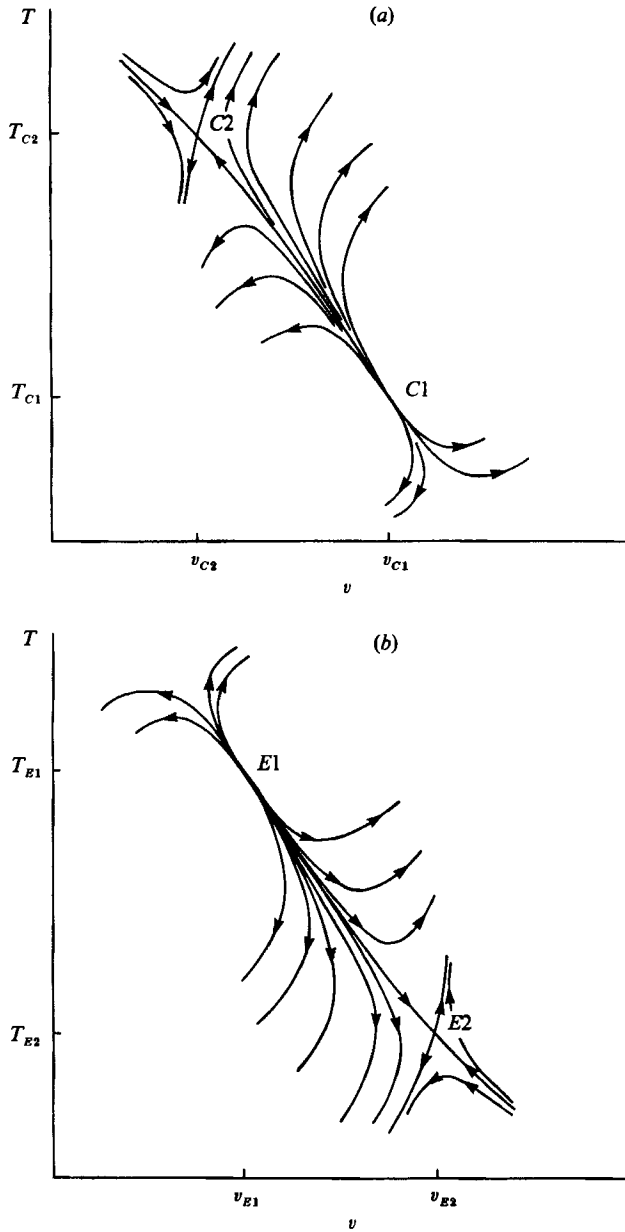 T
(a)
T_{C2}
C2
T_{C1}
C1
v_{C2}
v_{C1}
v
T
(b)
T_{E1}
E1
T_{E2}
E2
v_{E1}
v_{E2}
v